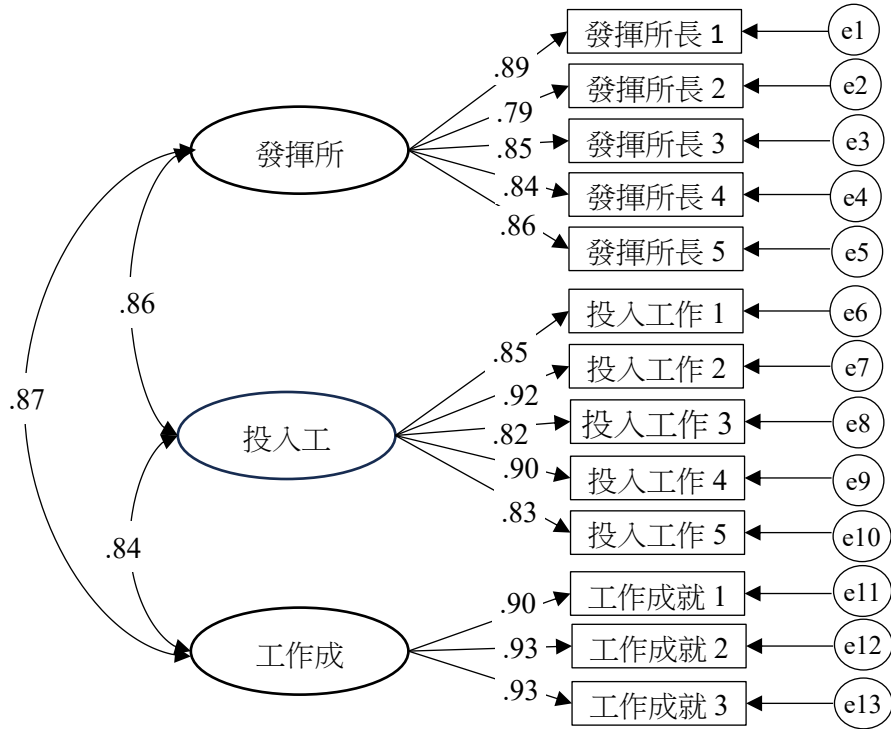 發揮所長 1
e1
.89
發揮所長 2
e2
.79
發揮所
.85
發揮所長 3
e3
.84
發揮所長 4
e4
.86
發揮所長 5
e5
.86
投入工作 1
e6
.85
投入工作 2
e7
.92
.87
投入工
.82
投入工作 3
e8
.90
投入工作 4
e9
.83
投入工作 5
e10
.84
.90
工作成就 1
e11
工作成
.93
工作成就 2
e12
.93
工作成就 3
e13